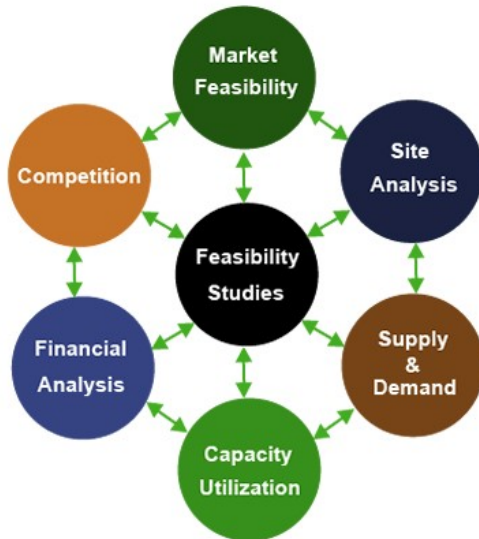 Market
Feasibility
Competition
Site
Analysis
Feasibility
Studies
Financial
Analysis
Supply
&
Demand
Capacity
Utilization